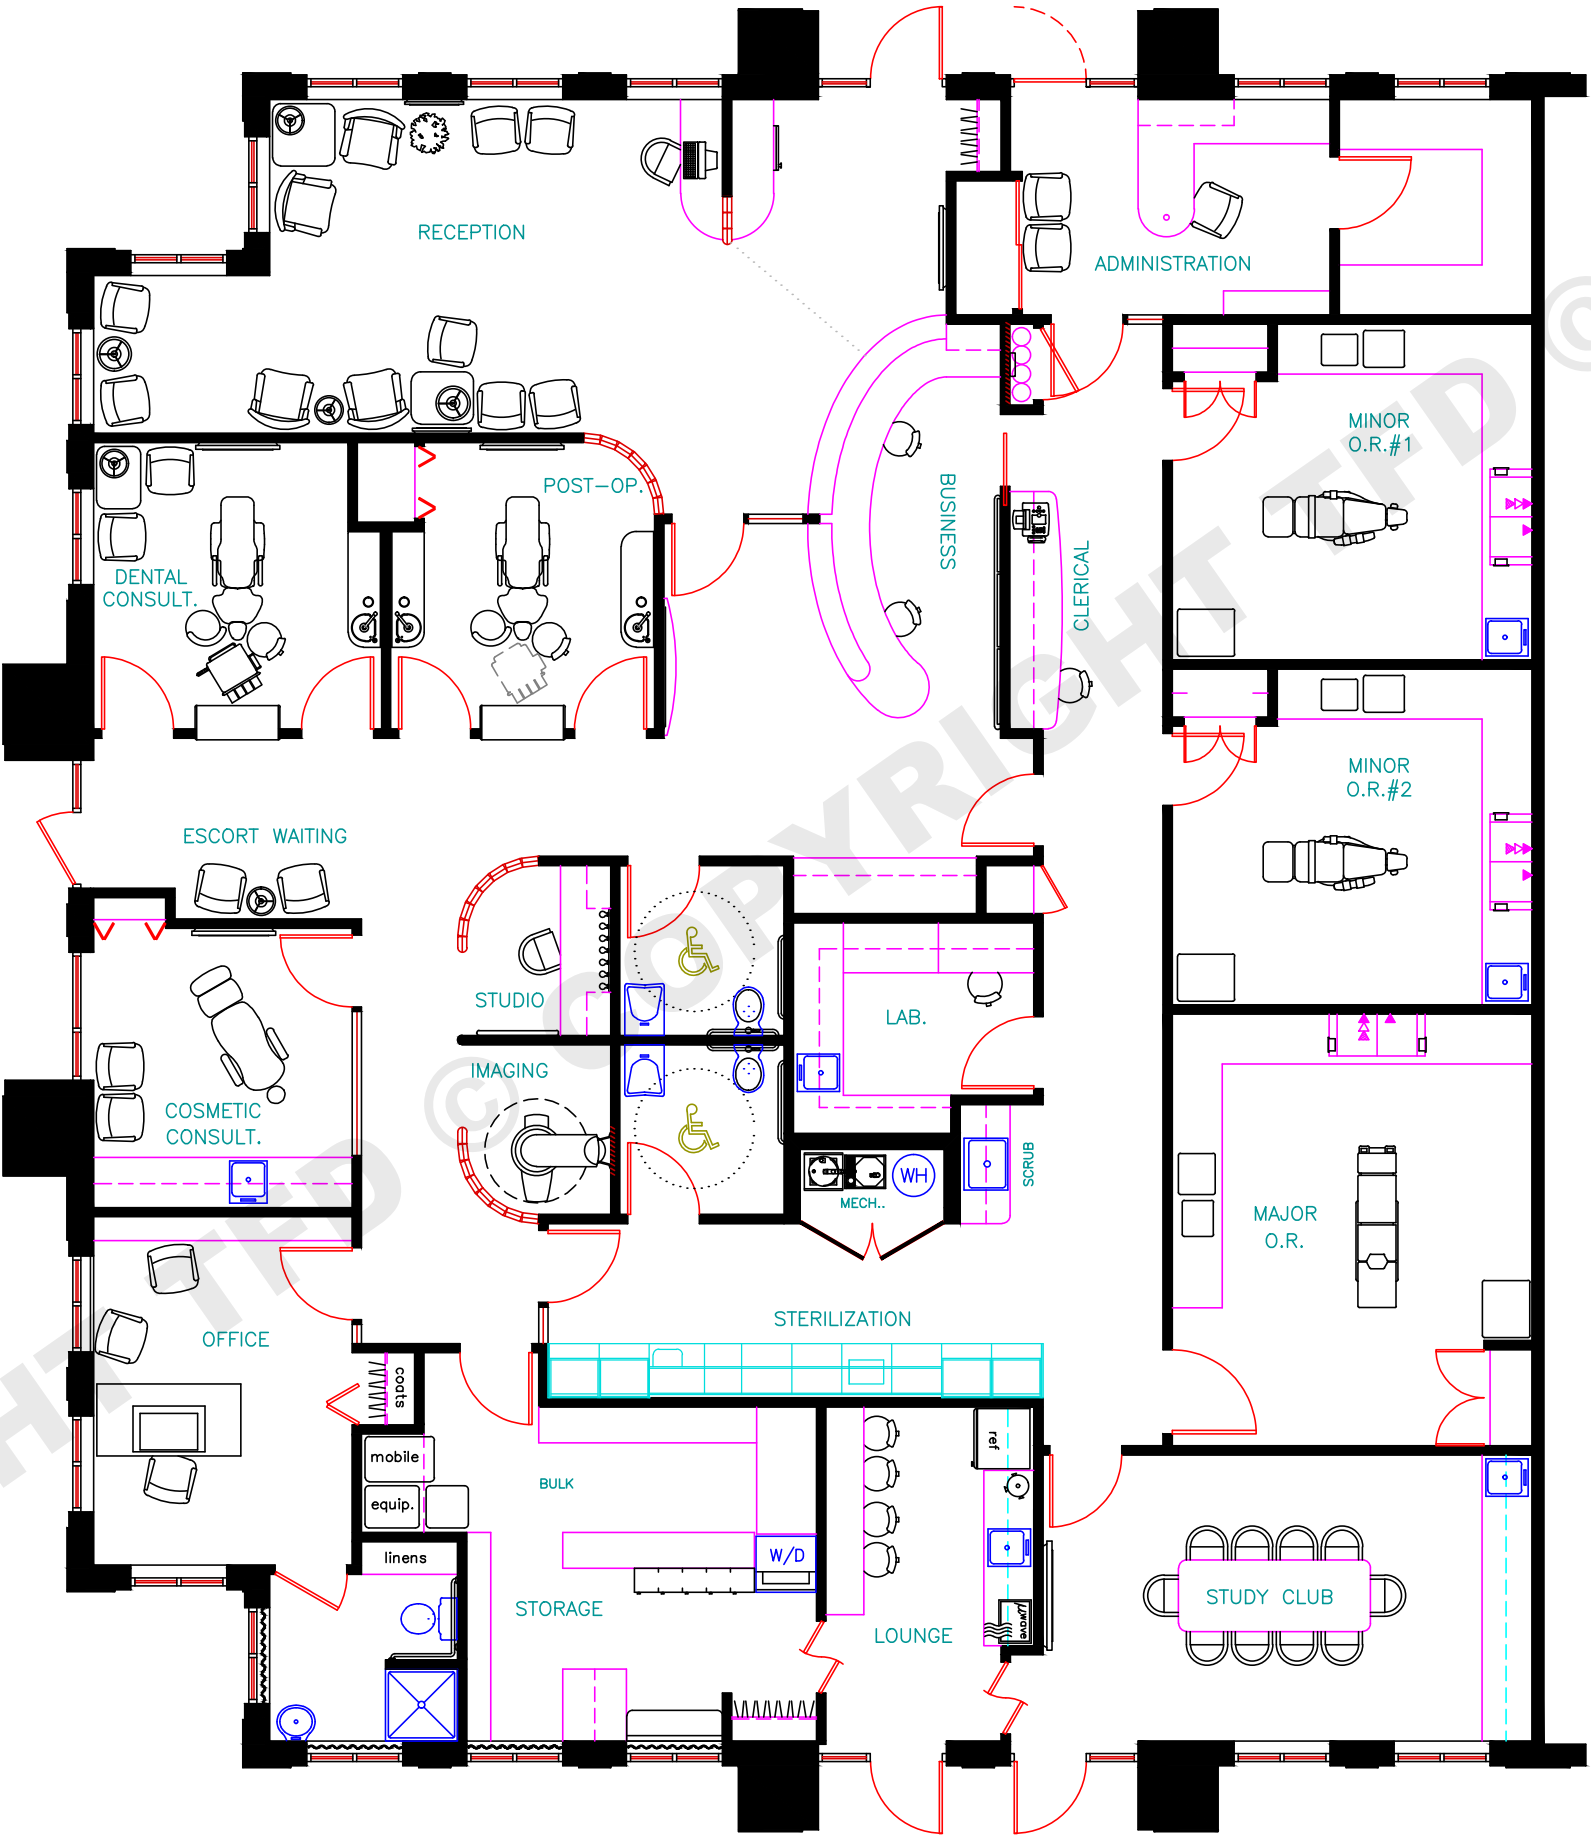 RECEPTION
ADMINISTRATION
MINOR
O.R.#1
POST-OP.
BUSINESS
CLERICAL
DENTAL
CONSULT.
MINOR
O.R.#2
ESCORT WAITING
STUDIO
LAB.
IMAGING
COSMETIC
CONSULT.
SCRUB
WH
MECH..
MAJOR
O.R.
STERILIZATION
OFFICE
coats
ref
mobile
BULK
equip.
linens
W/D
STORAGE
STUDY CLUB
LOUNGE
μwave
HT TFD © COPYRIGHT TFD ©